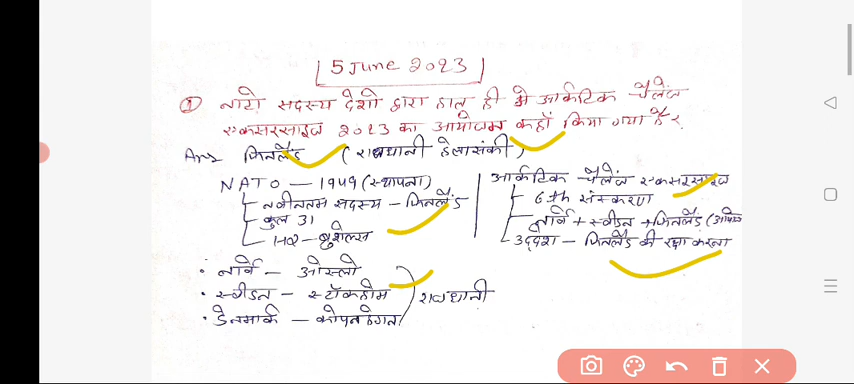 5 June 2023
① नाटो सदस्य देशो द्वारा हाल ही मे आर्कटिक चैलेंज
एक्सरसाइज 2023 का आयोजन कहाँ किया गया है?
Ans फिनलैंड (राजधानी हेलसिंकी)
NATO — 1949 (स्थापना)
नवीनतम सदस्य – फिनलैंड
कुल 31
HQ – ब्रुसेल्स
आर्कटिक चैलेंज एक्सरसाइज
6th संस्करण
नार्वे + स्वीडन + फिनलैंड
उद्देश्य – फिनलैंड की रक्षा करना
• नार्वे – ओस्लो
• स्वीडन – स्टॉकहोम
• डेनमार्क – कोपनहेगन
राजधानी